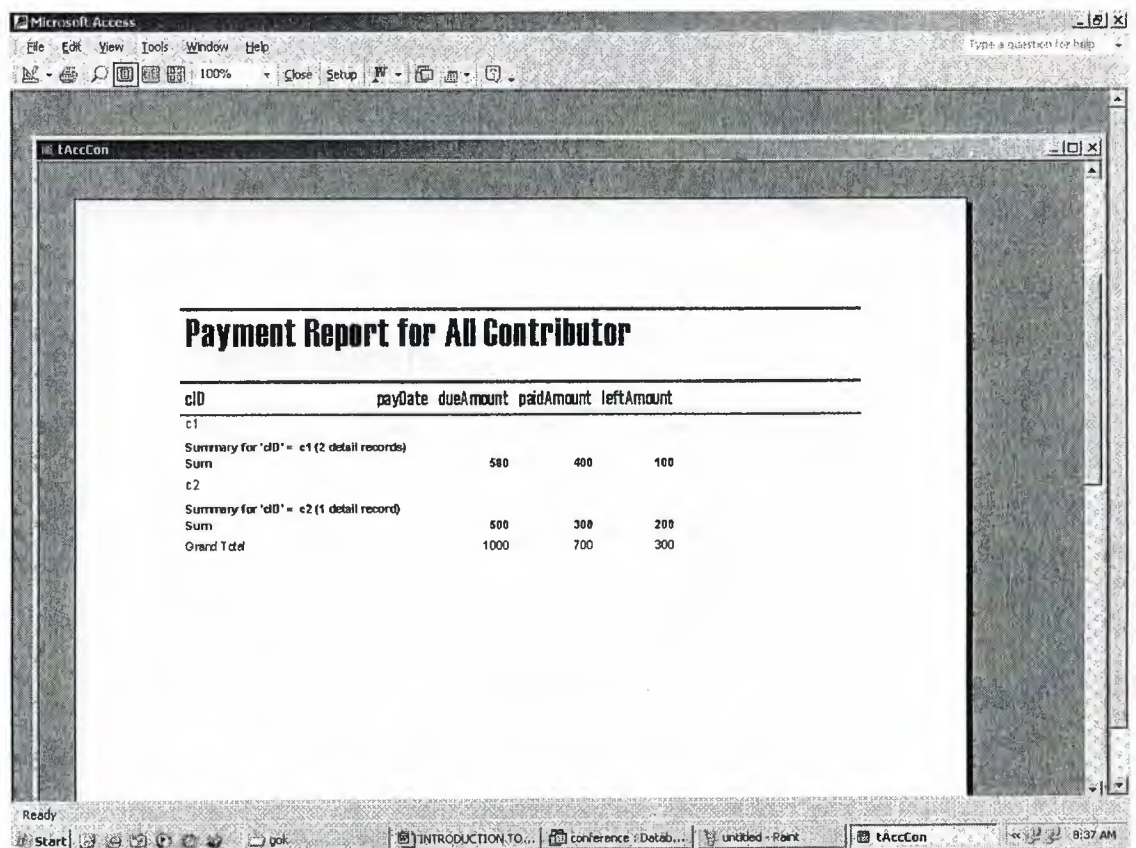 Microsoft Access
File Edit View Tools Window Help
Type a question for help
100% Close Setup
tAccCon
Payment Report for All Contributor
cID payDate dueAmount paidAmount leftAmount
c1
Summary for 'cID' = c1 (2 detail records)
Sum 500 400 100
c2
Summary for 'cID' = c2 (1 detail record)
Sum 500 300 200
Grand Total 1000 700 300
Ready
Start gok INTRODUCTION TO... conference : Datab... untitled - Paint tAccCon 8:37 AM